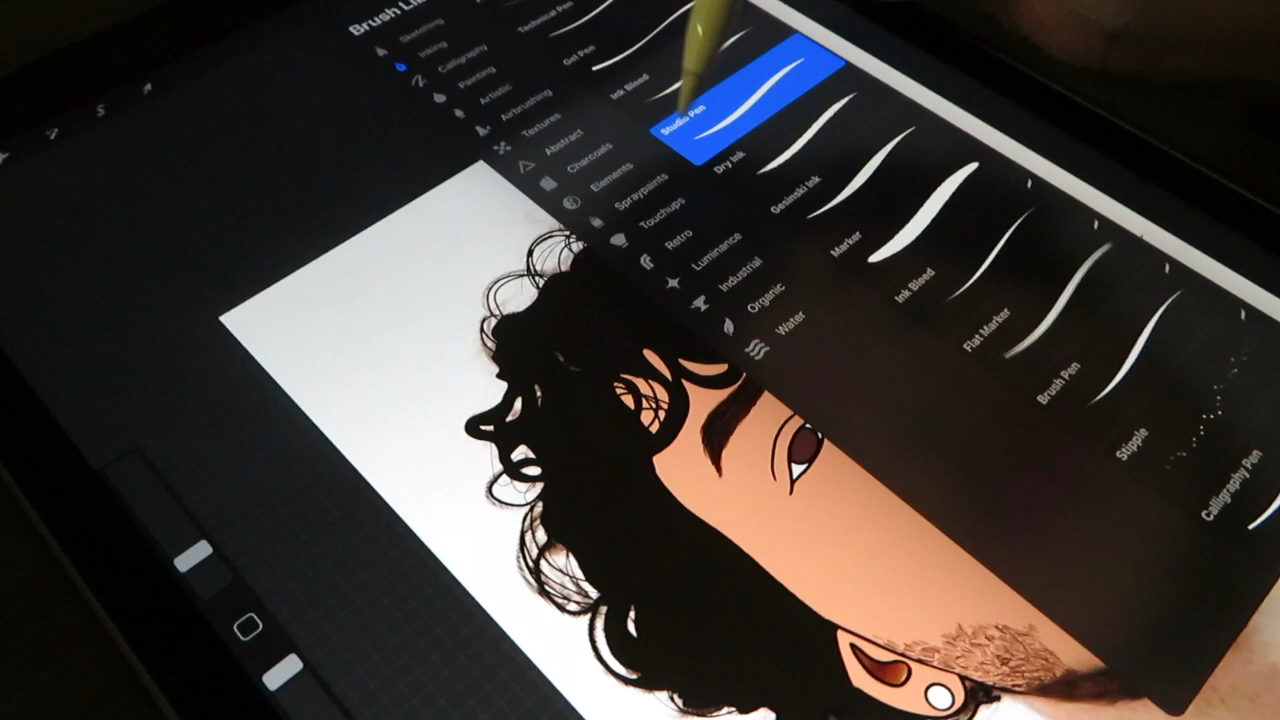 Brush Li
Sketching
Inking
Calligraphy
Painting
Artistic
Airbrushing
Textures
Abstract
Charcoals
Elements
Spraypaints
Touchups
Retro
Luminance
Industrial
Organic
Water
Technical Pen
Gel Pen
Ink Bleed
Studio Pen
Dry Ink
Gesinski Ink
Marker
Ink Bleed
Flat Marker
Brush Pen
Stipple
Calligraphy Pen